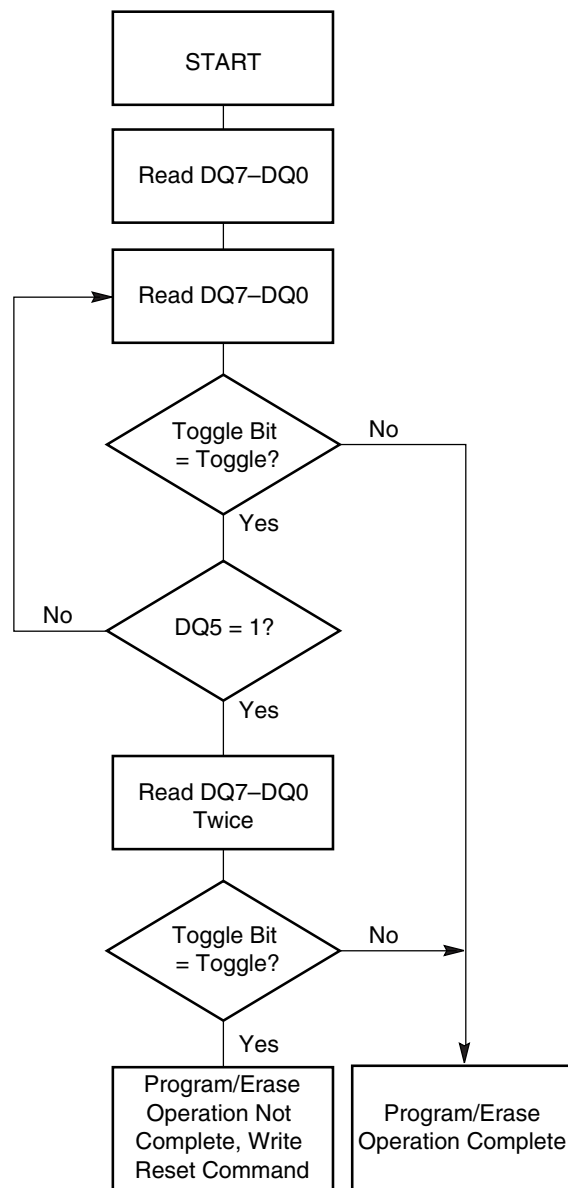 START
Read DQ7–DQ0
Read DQ7–DQ0
Toggle Bit
= Toggle?
No
Yes
No
DQ5 = 1?
Yes
Read DQ7–DQ0
Twice
Toggle Bit
= Toggle?
No
Yes
Program/Erase
Operation Not
Complete, Write
Reset Command
Program/Erase
Operation Complete